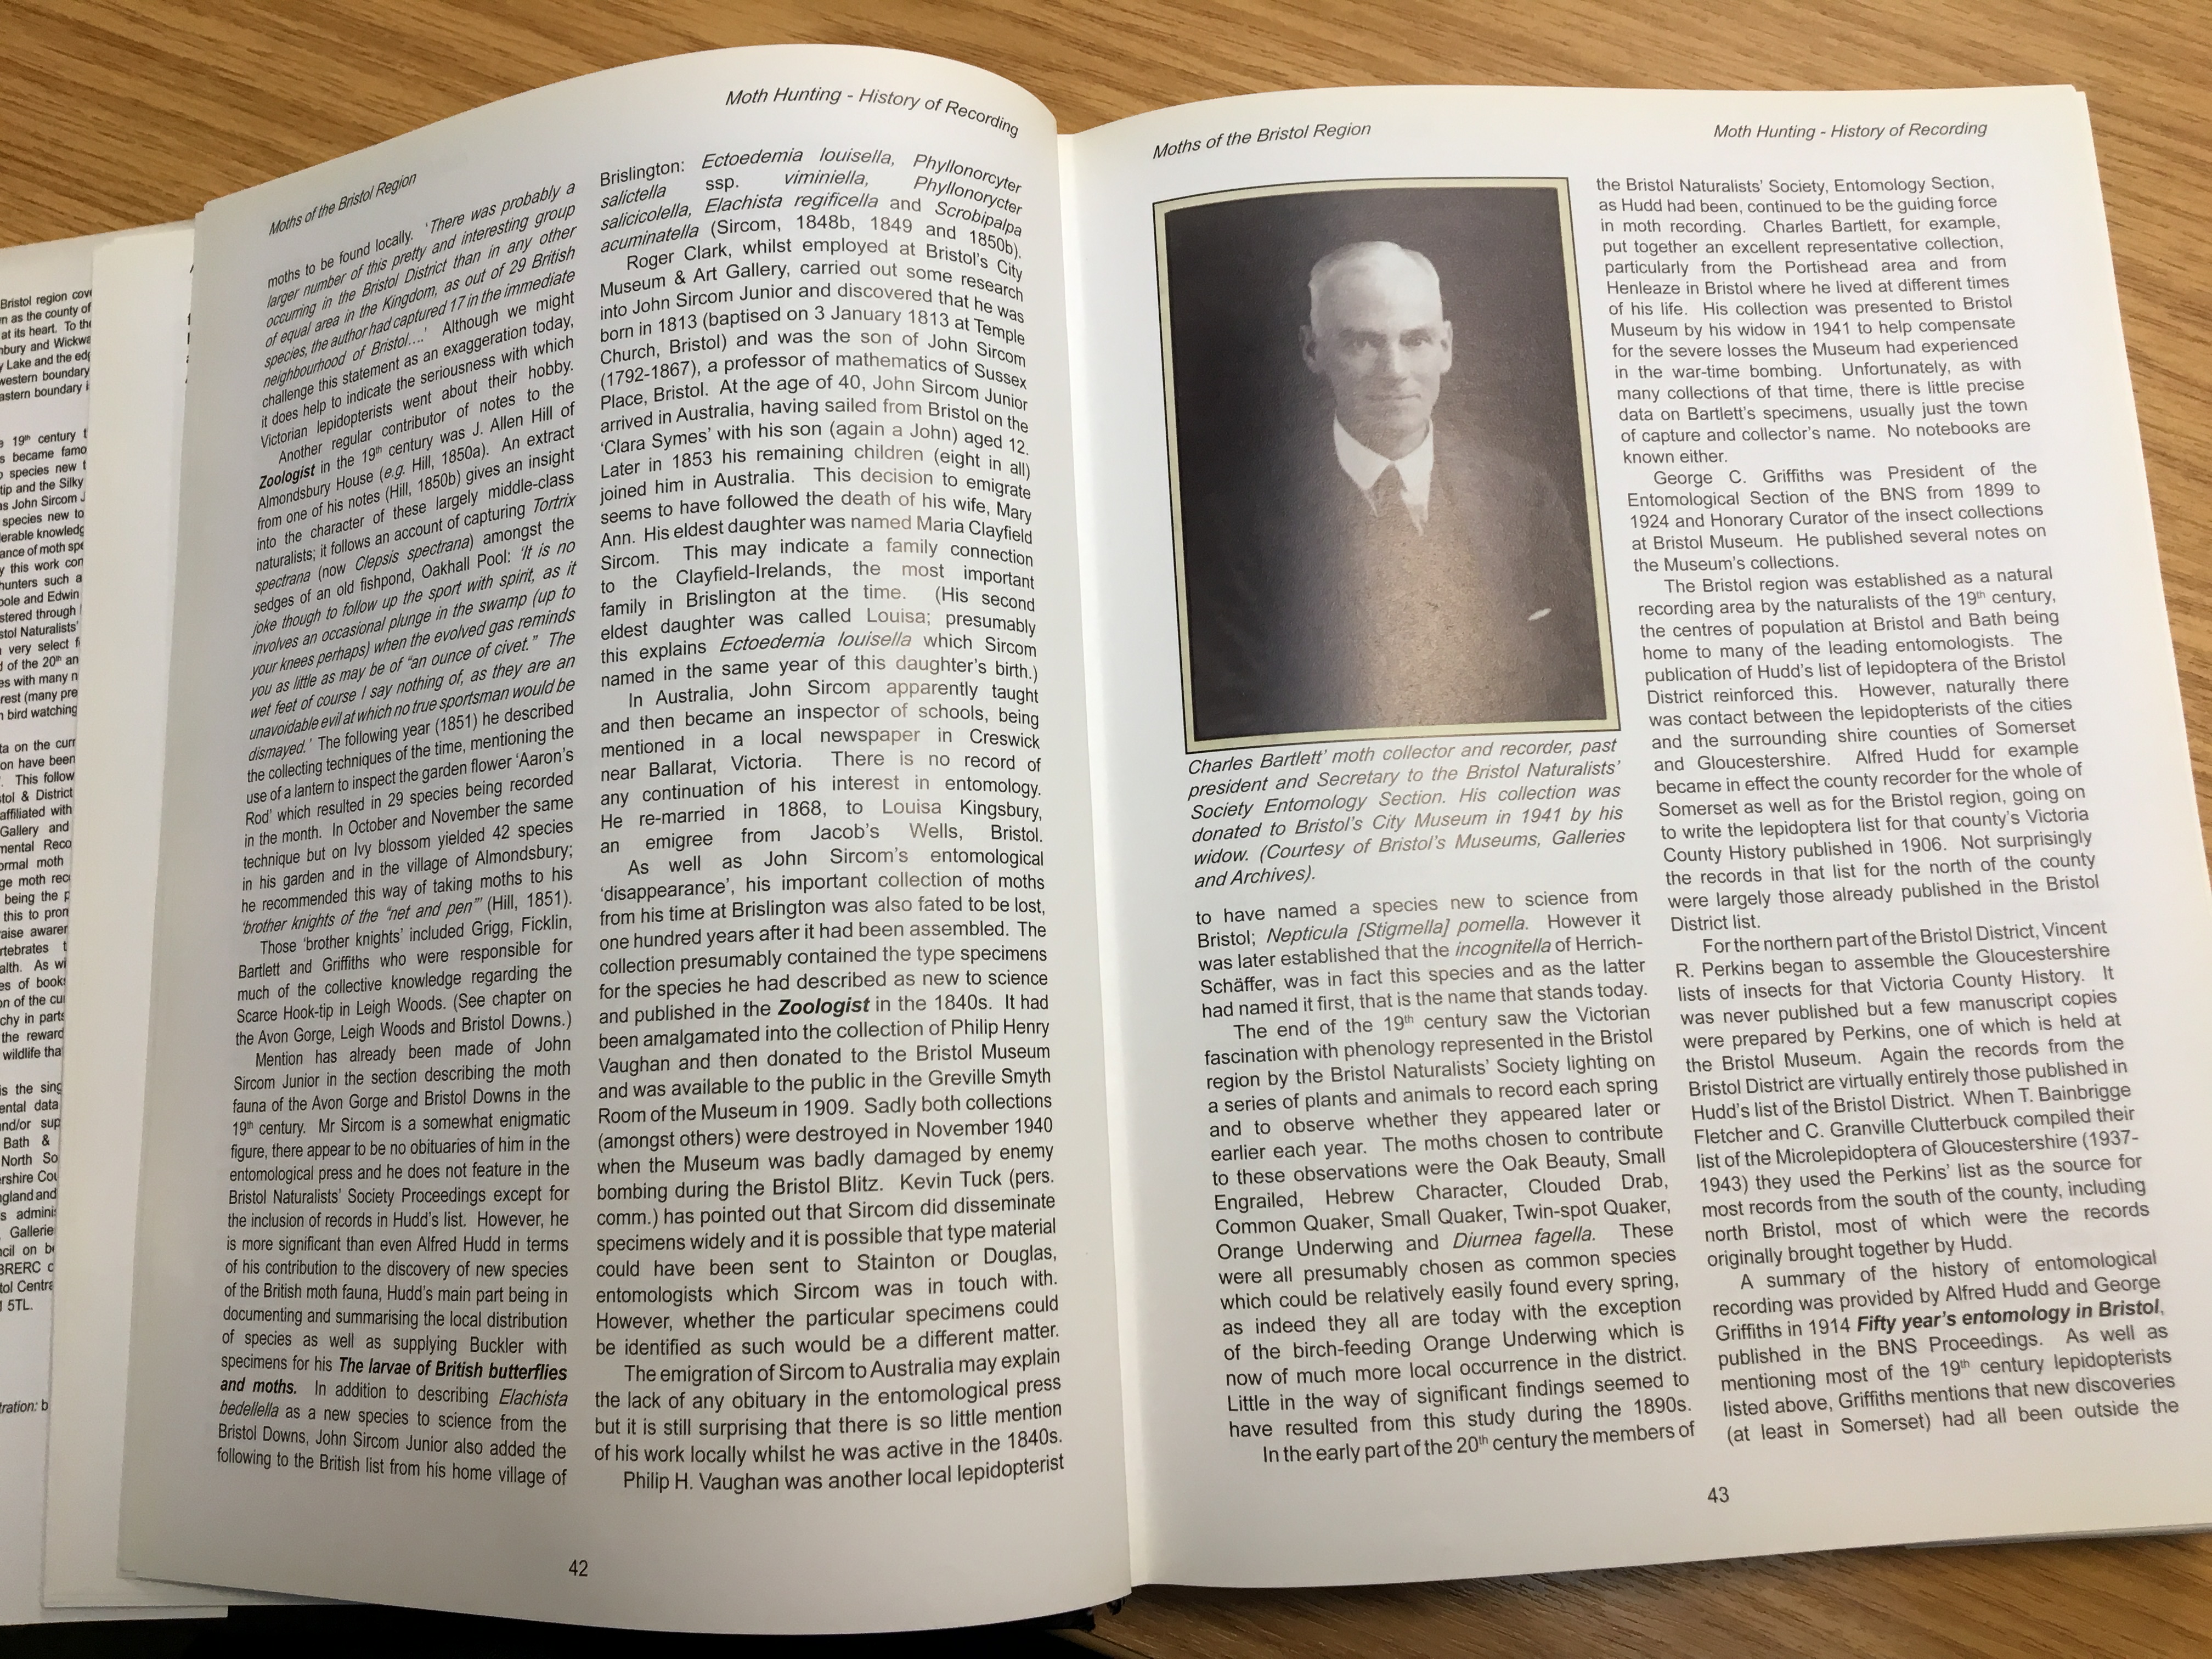 Moths of the Bristol Region
Moth Hunting - History of Recording
moths to be found locally. 'There was probably a
larger number of this pretty and interesting group
occurring in the Bristol District than in any other
of equal area in the Kingdom, as out of 29 British
species, the author had captured 17 in the immediate
neighbourhood of Bristol...' Although we might
challenge this statement as an exaggeration today,
it does help to indicate the seriousness with which
Victorian lepidopterists went about their hobby.
Another regular contributor of notes to the
Zoologist in the 19th century was J. Allen Hill of
Almondsbury House (e.g. Hill, 1850a). An extract
from one of his notes (Hill, 1850b) gives an insight
into the character of these largely middle-class
naturalists; it follows an account of capturing Tortrix
spectrana (now Clepsis spectrana) amongst the
sedges of an old fishpond, Oakhall Pool: 'It is no
joke though to follow up the sport with spirit, as it
involves an occasional plunge in the swamp (up to
your knees perhaps) when the evolved gas reminds
you as little as may be of "an ounce of civet." The
wet feet of course I say nothing of, as they are an
unavoidable evil at which no true sportsman would be
dismayed.' The following year (1851) he described
the collecting techniques of the time, mentioning the
use of a lantern to inspect the garden flower 'Aaron's
Rod' which resulted in 29 species being recorded
in the month. In October and November the same
technique but on Ivy blossom yielded 42 species
in his garden and in the village of Almondsbury;
he recommended this way of taking moths to his
'brother knights of the "net and pen"' (Hill, 1851).
Those 'brother knights' included Grigg, Ficklin,
Bartlett and Griffiths who were responsible for
much of the collective knowledge regarding the
Scarce Hook-tip in Leigh Woods. (See chapter on
the Avon Gorge, Leigh Woods and Bristol Downs.)
Mention has already been made of John
Sircom Junior in the section describing the moth
fauna of the Avon Gorge and Bristol Downs in the
19th century. Mr Sircom is a somewhat enigmatic
figure, there appear to be no obituaries of him in the
entomological press and he does not feature in the
Bristol Naturalists' Society Proceedings except for
the inclusion of records in Hudd's list. However, he
is more significant than even Alfred Hudd in terms
of his contribution to the discovery of new species
of the British moth fauna, Hudd's main part being in
documenting and summarising the local distribution
of species as well as supplying Buckler with
specimens for his The larvae of British butterflies
and moths. In addition to describing Elachista
bedellella as a new species to science from the
Bristol Downs, John Sircom Junior also added the
following to the British list from his home village of
Brislington: Ectoedemia louisella, Phyllonorycter
salictella ssp. viminiella, Phyllonorycter
salicicolella, Elachista regificella and Scrobipalpa
acuminatella (Sircom, 1848b, 1849 and 1850b).
Roger Clark, whilst employed at Bristol's City
Museum & Art Gallery, carried out some research
into John Sircom Junior and discovered that he was
born in 1813 (baptised on 3 January 1813 at Temple
Church, Bristol) and was the son of John Sircom
(1792-1867), a professor of mathematics of Sussex
Place, Bristol. At the age of 40, John Sircom Junior
arrived in Australia, having sailed from Bristol on the
'Clara Symes' with his son (again a John) aged 12.
Later in 1853 his remaining children (eight in all)
joined him in Australia. This decision to emigrate
seems to have followed the death of his wife, Mary
Ann. His eldest daughter was named Maria Clayfield
Sircom. This may indicate a family connection
to the Clayfield-Irelands, the most important
family in Brislington at the time. (His second
eldest daughter was called Louisa; presumably
this explains Ectoedemia louisella which Sircom
named in the same year of this daughter's birth.)
In Australia, John Sircom apparently taught
and then became an inspector of schools, being
mentioned in a local newspaper in Creswick
near Ballarat, Victoria. There is no record of
any continuation of his interest in entomology.
He re-married in 1868, to Louisa Kingsbury,
an emigree from Jacob's Wells, Bristol.
As well as John Sircom's entomological
'disappearance', his important collection of moths
from his time at Brislington was also fated to be lost,
one hundred years after it had been assembled. The
collection presumably contained the type specimens
for the species he had described as new to science
and published in the Zoologist in the 1840s. It had
been amalgamated into the collection of Philip Henry
Vaughan and then donated to the Bristol Museum
and was available to the public in the Greville Smyth
Room of the Museum in 1909. Sadly both collections
(amongst others) were destroyed in November 1940
when the Museum was badly damaged by enemy
bombing during the Bristol Blitz. Kevin Tuck (pers.
comm.) has pointed out that Sircom did disseminate
specimens widely and it is possible that type material
could have been sent to Stainton or Douglas,
entomologists which Sircom was in touch with.
However, whether the particular specimens could
be identified as such would be a different matter.
The emigration of Sircom to Australia may explain
the lack of any obituary in the entomological press
but it is still surprising that there is so little mention
of his work locally whilst he was active in the 1840s.
Philip H. Vaughan was another local lepidopterist
42
Moths of the Bristol Region
Moth Hunting - History of Recording
Charles Bartlett' moth collector and recorder, past
president and Secretary to the Bristol Naturalists'
Society Entomology Section. His collection was
donated to Bristol's City Museum in 1941 by his
widow. (Courtesy of Bristol's Museums, Galleries
and Archives).
to have named a species new to science from
Bristol; Nepticula [Stigmella] pomella. However it
was later established that the incognitella of Herrich-
Schäffer, was in fact this species and as the latter
had named it first, that is the name that stands today.
The end of the 19th century saw the Victorian
fascination with phenology represented in the Bristol
region by the Bristol Naturalists' Society lighting on
a series of plants and animals to record each spring
and to observe whether they appeared later or
earlier each year. The moths chosen to contribute
to these observations were the Oak Beauty, Small
Engrailed, Hebrew Character, Clouded Drab,
Common Quaker, Small Quaker, Twin-spot Quaker,
Orange Underwing and Diurnea fagella. These
were all presumably chosen as common species
which could be relatively easily found every spring,
as indeed they all are today with the exception
of the birch-feeding Orange Underwing which is
now of much more local occurrence in the district.
Little in the way of significant findings seemed to
have resulted from this study during the 1890s.
In the early part of the 20th century the members of
the Bristol Naturalists' Society, Entomology Section,
as Hudd had been, continued to be the guiding force
in moth recording. Charles Bartlett, for example,
put together an excellent representative collection,
particularly from the Portishead area and from
Henleaze in Bristol where he lived at different times
of his life. His collection was presented to Bristol
Museum by his widow in 1941 to help compensate
for the severe losses the Museum had experienced
in the war-time bombing. Unfortunately, as with
many collections of that time, there is little precise
data on Bartlett's specimens, usually just the town
of capture and collector's name. No notebooks are
known either.
George C. Griffiths was President of the
Entomological Section of the BNS from 1899 to
1924 and Honorary Curator of the insect collections
at Bristol Museum. He published several notes on
the Museum's collections.
The Bristol region was established as a natural
recording area by the naturalists of the 19th century,
the centres of population at Bristol and Bath being
home to many of the leading entomologists. The
publication of Hudd's list of lepidoptera of the Bristol
District reinforced this. However, naturally there
was contact between the lepidopterists of the cities
and the surrounding shire counties of Somerset
and Gloucestershire. Alfred Hudd for example
became in effect the county recorder for the whole of
Somerset as well as for the Bristol region, going on
to write the lepidoptera list for that county's Victoria
County History published in 1906. Not surprisingly
the records in that list for the north of the county
were largely those already published in the Bristol
District list.
For the northern part of the Bristol District, Vincent
R. Perkins began to assemble the Gloucestershire
lists of insects for that Victoria County History. It
was never published but a few manuscript copies
were prepared by Perkins, one of which is held at
the Bristol Museum. Again the records from the
Bristol District are virtually entirely those published in
Hudd's list of the Bristol District. When T. Bainbrigge
Fletcher and C. Granville Clutterbuck compiled their
list of the Microlepidoptera of Gloucestershire (1937-
1943) they used the Perkins' list as the source for
most records from the south of the county, including
north Bristol, most of which were the records
originally brought together by Hudd.
A summary of the history of entomological
recording was provided by Alfred Hudd and George
Griffiths in 1914 Fifty year's entomology in Bristol,
published in the BNS Proceedings. As well as
mentioning most of the 19th century lepidopterists
listed above, Griffiths mentions that new discoveries
(at least in Somerset) had all been outside the
43